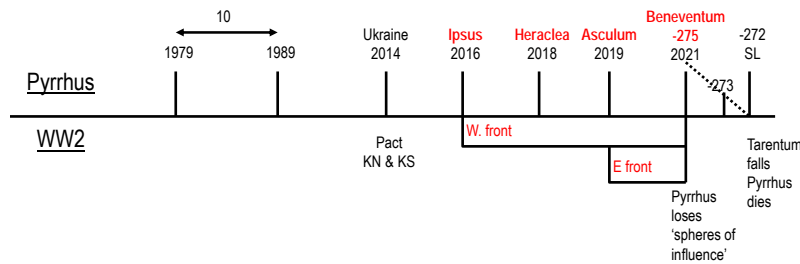 10
1979
1989
Ukraine
2014
Ipsus
2016
Heraclea
2018
Asculum
2019
Beneventum
-275
2021
-273
-272
SL
Pyrrhus
WW2
Pact
KN & KS
W. front
E front
Pyrrhus
loses
‘spheres of
influence’
Tarentum
falls
Pyrrhus
dies